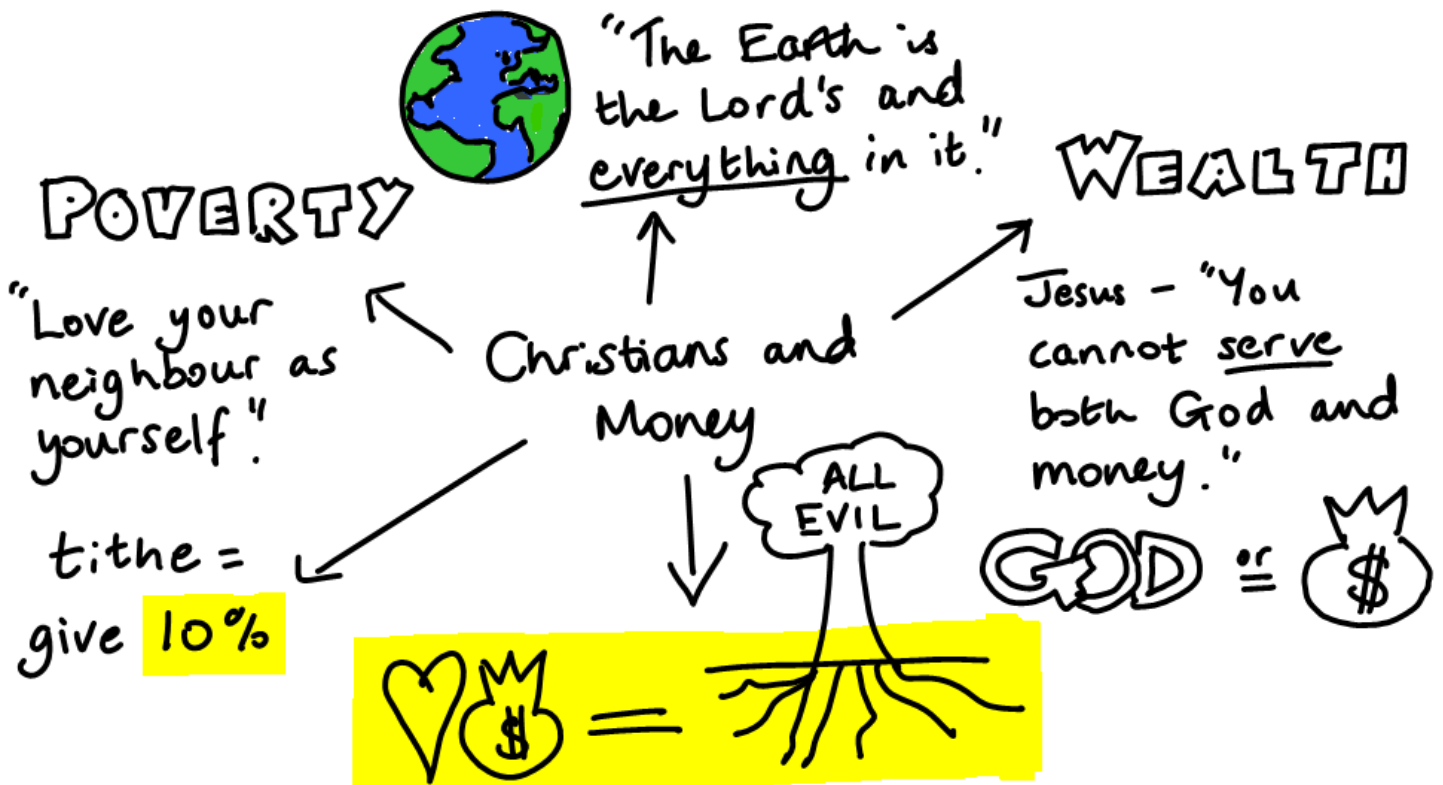 "The Earth is
the Lord's and
everything in it."
POVERTY
WEALTH
"Love your
neighbour as
yourself".
Christians and
Money
Jesus - "You
cannot serve
both God and
money."
tithe =
give 10%
ALL
EVIL
GOD or $
$ =